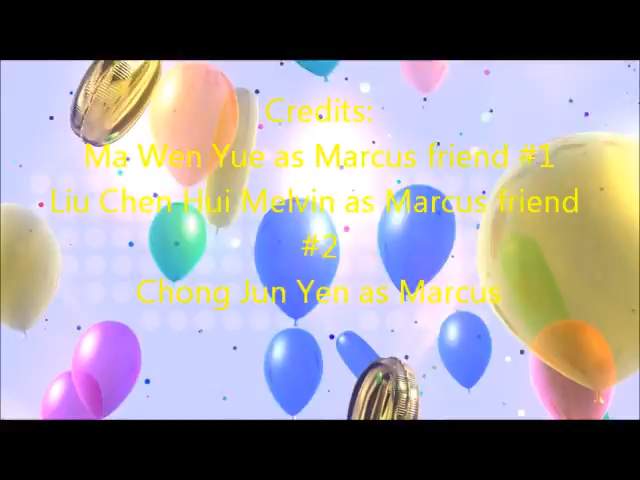 Credits:
Ma Wen Yue as Marcus friend #1
Liu Chen Hui Melvin as Marcus friend
#2
Chong Jun Yen as Marcus